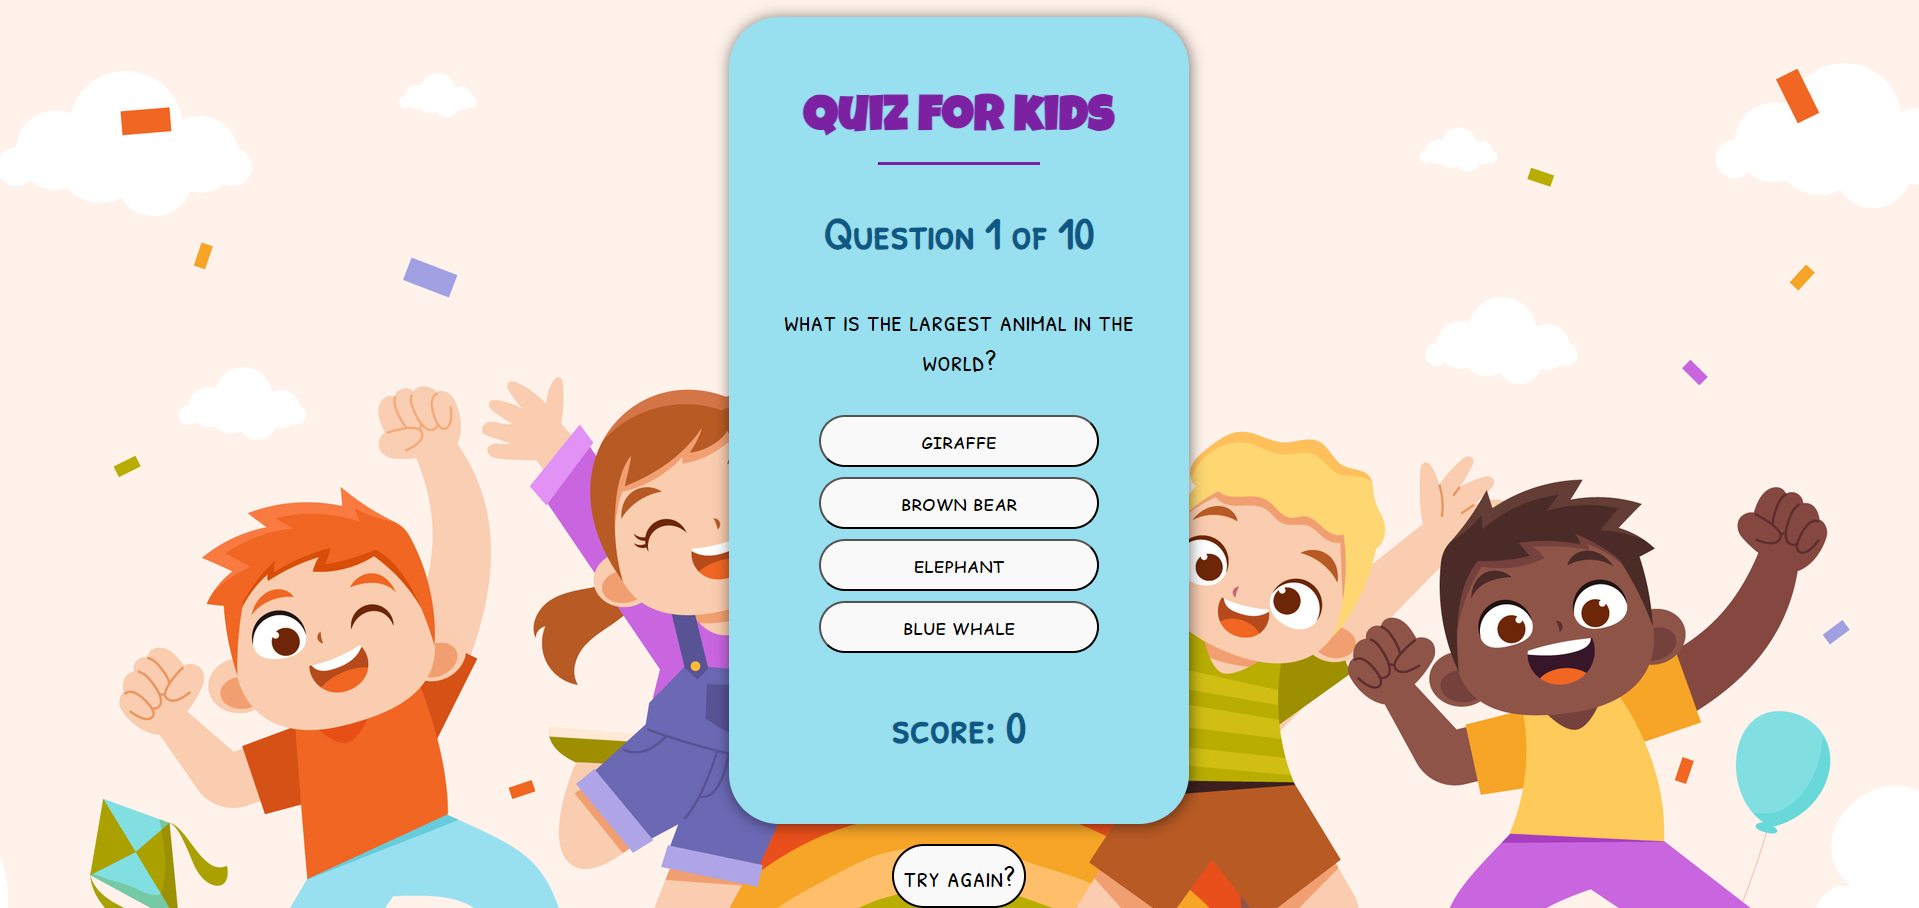 QUIZ FOR KIDS
Question 1 of 10
WHAT IS THE LARGEST ANIMAL IN THE
WORLD?
GIRAFFE
BROWN BEAR
ELEPHANT
BLUE WHALE
SCORE: 0
TRY AGAIN?